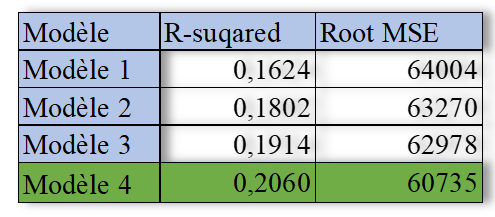 Modèle R-suqared Root MSE
Modèle 1 0,1624 64004
Modèle 2 0,1802 63270
Modèle 3 0,1914 62978
Modèle 4 0,2060 60735